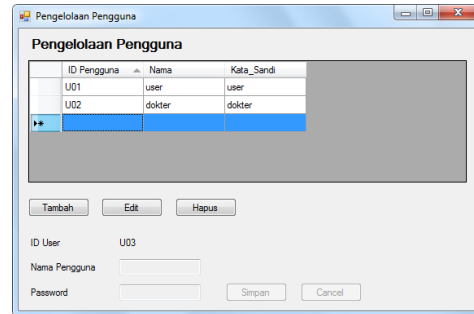 Pengelolaan Pengguna
Pengelolaan Pengguna
ID Pengguna Nama Kata_Sandi
U01 user user
U02 dokter dokter
Tambah Edit Hapus
ID User U03
Nama Pengguna
Password Simpan Cancel